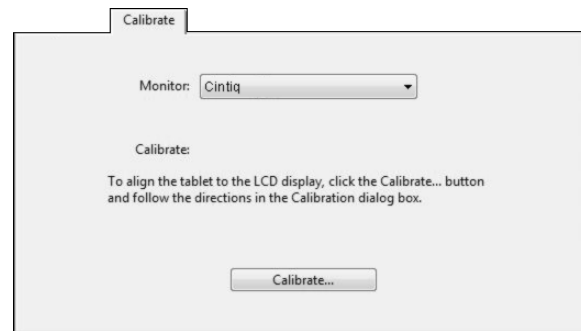 Calibrate
Monitor: Cintiq
Calibrate:
To align the tablet to the LCD display, click the Calibrate... button
and follow the directions in the Calibration dialog box.
Calibrate...